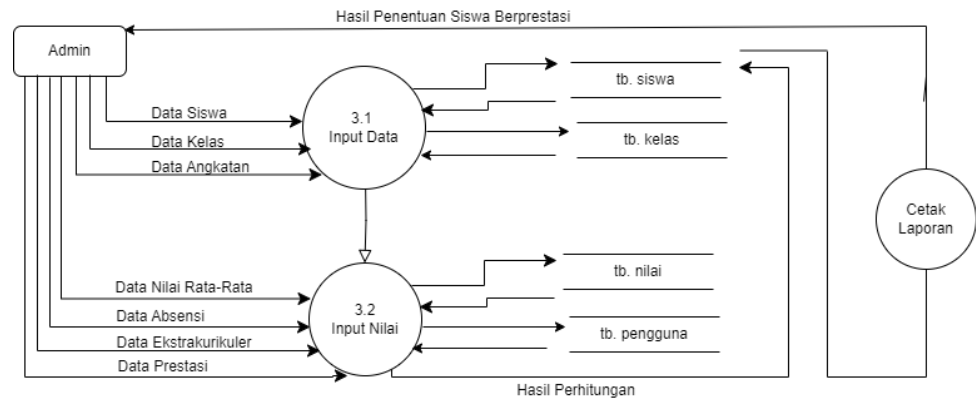 Hasil Penentuan Siswa Berprestasi
Admin
tb. siswa
Data Siswa
3.1
Input Data
Data Kelas
tb. kelas
Data Angkatan
Cetak
Laporan
tb. nilai
Data Nilai Rata-Rata
3.2
Input Nilai
Data Absensi
tb. pengguna
Data Ekstrakurikuler
Data Prestasi
Hasil Perhitungan